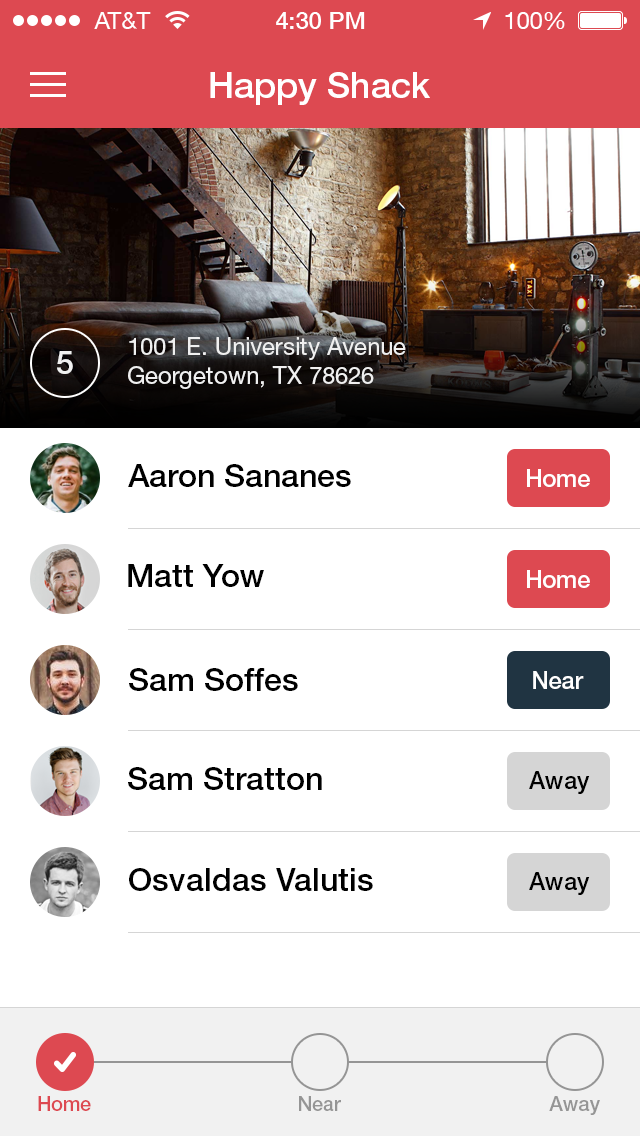 AT&T 4:30 PM 100%
Happy Shack
TAXI
5
1001 E. University Avenue
Georgetown, TX 78626
Aaron Sananes Home
Matt Yow Home
Sam Soffes Near
Sam Stratton Away
Osvaldas Valutis Away
Home Near Away